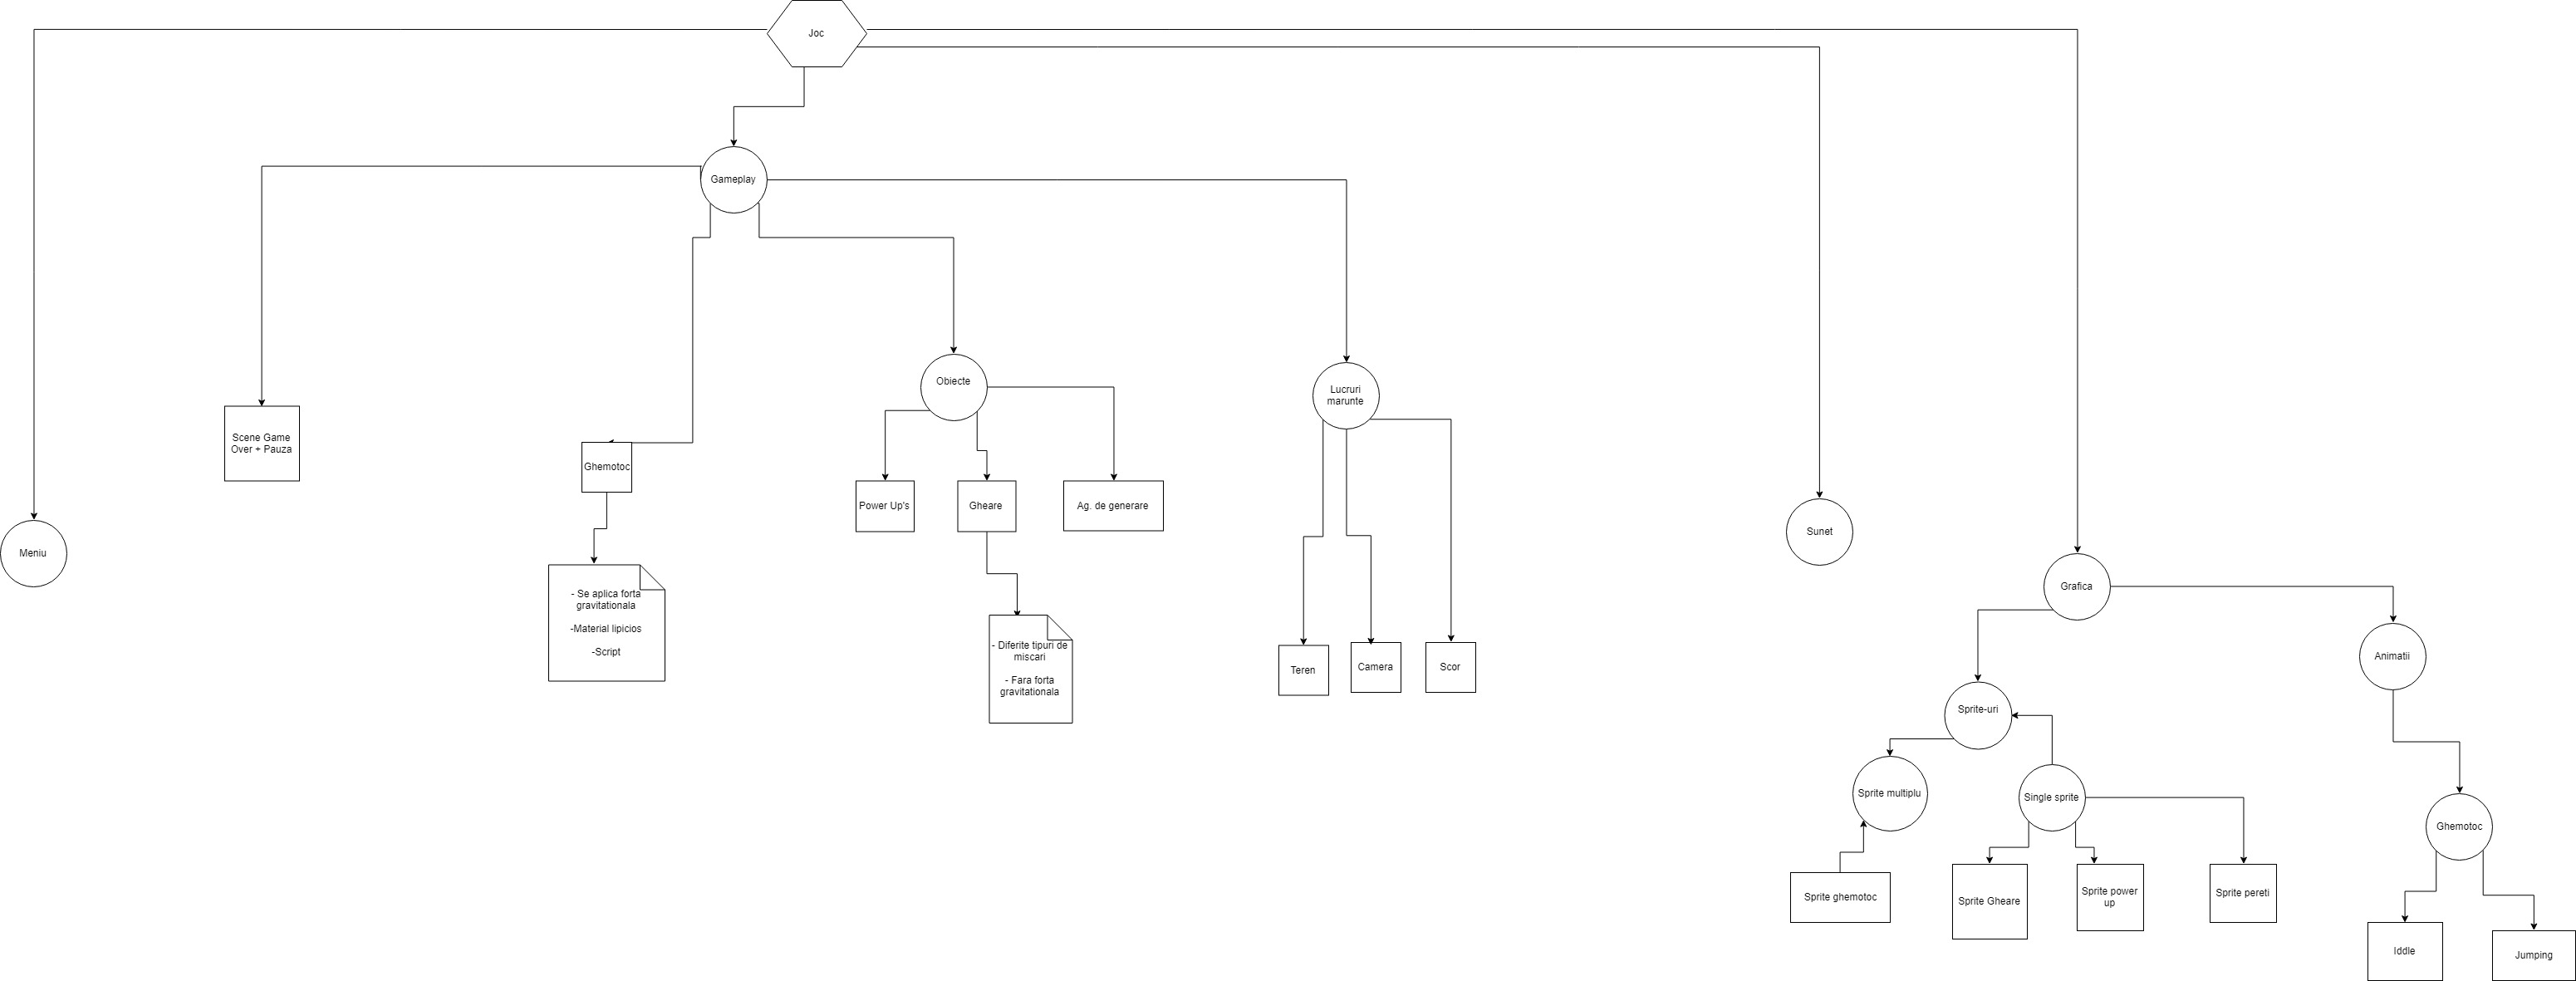 Joc
Gameplay
Obiecte
Lucruri
marunte
Scene Game
Over + Pauza
Ghemotoc
Power Up's
Gheare
Ag. de generare
Sunet
Meniu
Grafica
- Se aplica forta
gravitationala
-Material lipicios
-Script
- Diferite tipuri de
miscari
- Fara forta
gravitationala
Teren
Camera
Scor
Animatii
Sprite-uri
Sprite multiplu
Single sprite
Ghemotoc
Sprite ghemotoc
Sprite Gheare
Sprite power
up
Sprite pereti
Iddle
Jumping